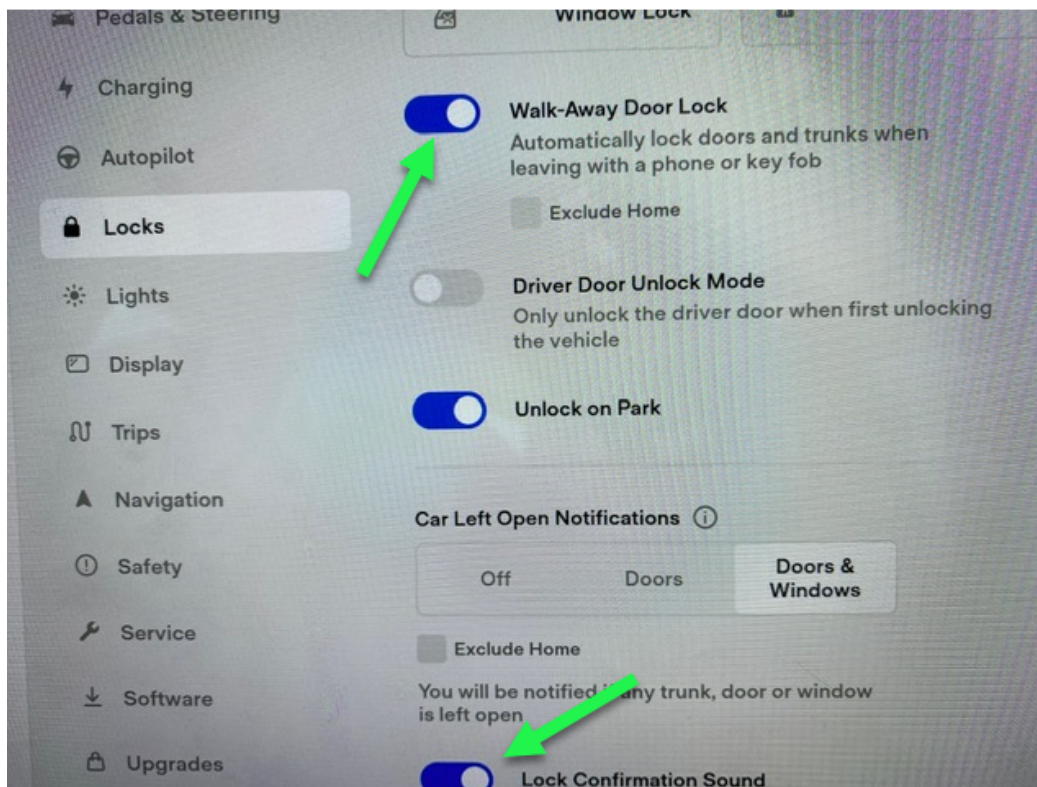 Pedals & Steering
Window Lock
Charging
Walk-Away Door Lock
Automatically lock doors and trunks when
leaving with a phone or key fob
Autopilot
Exclude Home
Locks
Driver Door Unlock Mode
Only unlock the driver door when first unlocking
the vehicle
Lights
Display
Unlock on Park
Trips
Navigation
Car Left Open Notifications
Off
Doors
Doors &
Windows
Safety
Service
Exclude Home
You will be notified if any trunk, door or window
is left open
Software
Upgrades
Lock Confirmation Sound